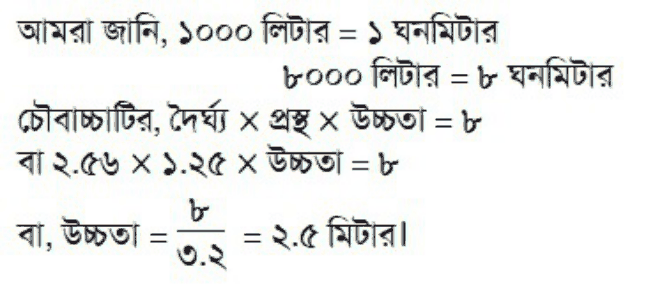 আমরা জানি, ১০০০ লিটার = ১ ঘনমিটার
৮০০০ লিটার = ৮ ঘনমিটার
চৌবাচ্চাটির, দৈর্ঘ্য × প্রস্থ × উচ্চতা = ৮
বা ২.৫৬ × ১.২৫ × উচ্চতা = ৮
বা, উচ্চতা = ৮/৩.২ = ২.৫ মিটার।